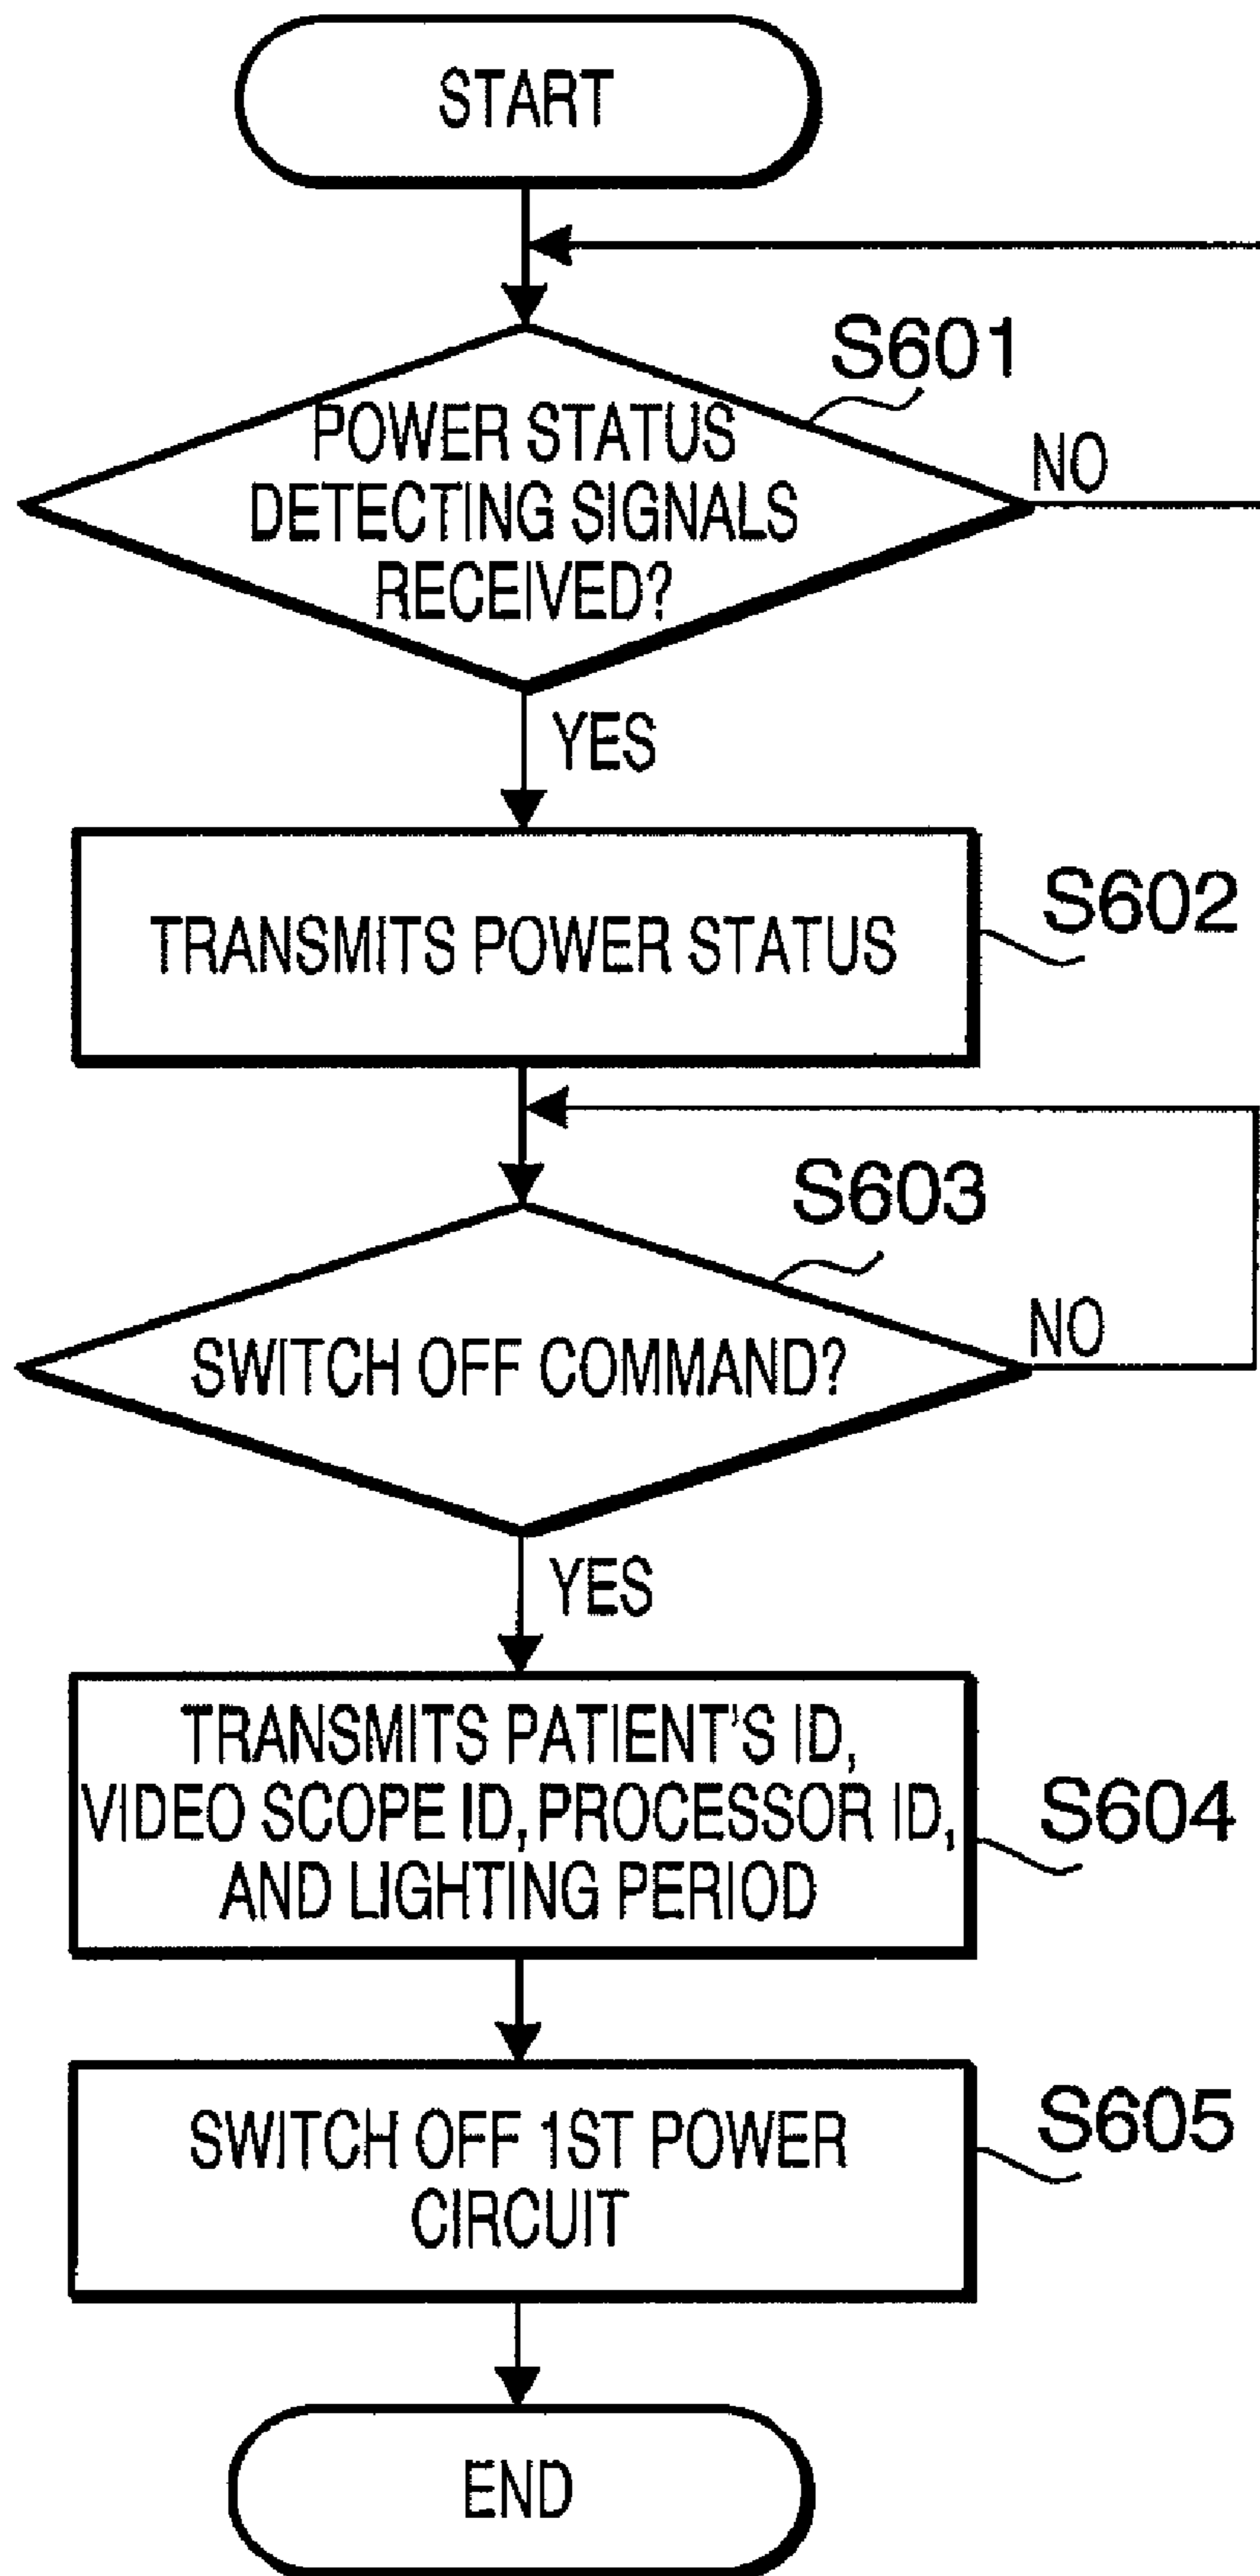 START
S601
POWER STATUS
DETECTING SIGNALS
RECEIVED?
NO
YES
TRANSMITS POWER STATUS
S602
S603
SWITCH OFF COMMAND?
NO
YES
TRANSMITS PATIENT'S ID,
VIDEO SCOPE ID, PROCESSOR ID,
AND LIGHTING PERIOD
S604
SWITCH OFF 1ST POWER
CIRCUIT
S605
END